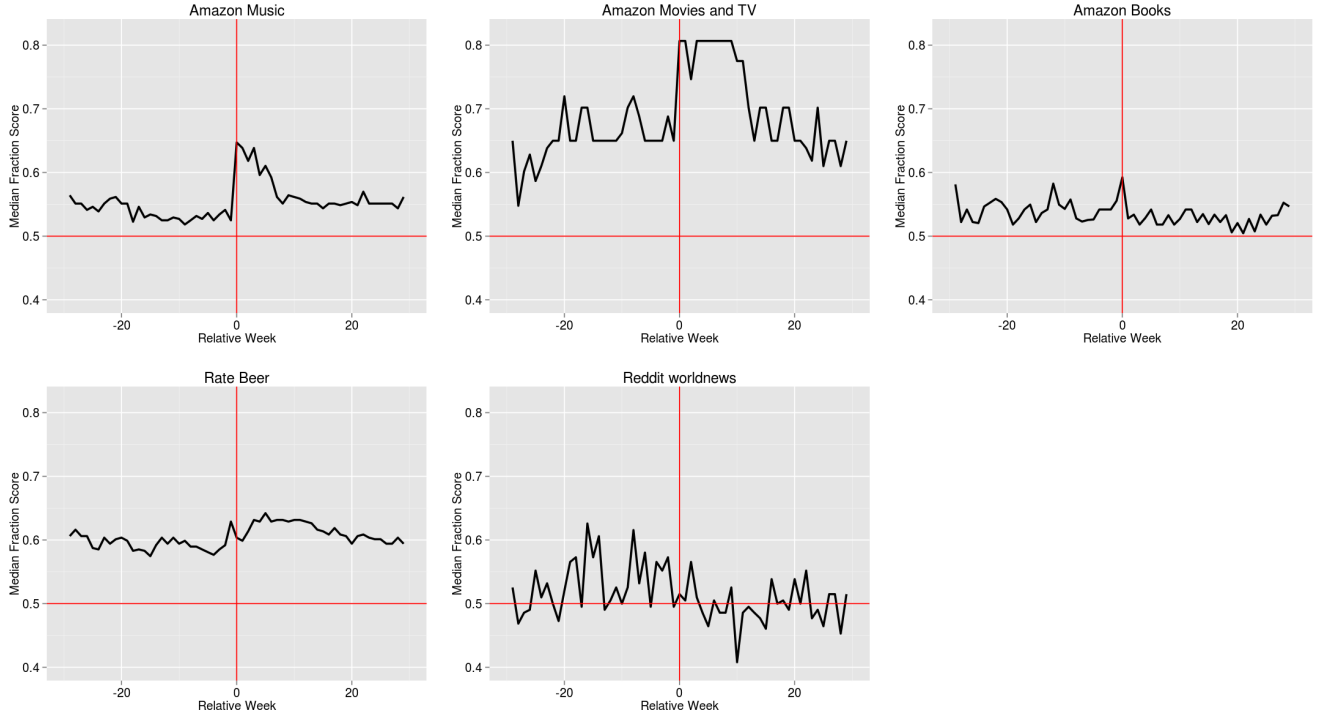 Amazon Music
Amazon Movies and TV
Amazon Books
Median Fraction Score
0.8
0.7
0.6
0.5
0.4
-20
0
20
Relative Week
Median Fraction Score
0.8
0.7
0.6
0.5
0.4
-20
0
20
Relative Week
Median Fraction Score
0.8
0.7
0.6
0.5
0.4
-20
0
20
Relative Week
Rate Beer
Reddit worldnews
Median Fraction Score
0.8
0.7
0.6
0.5
0.4
-20
0
20
Relative Week
Median Fraction Score
0.8
0.7
0.6
0.5
0.4
-20
0
20
Relative Week